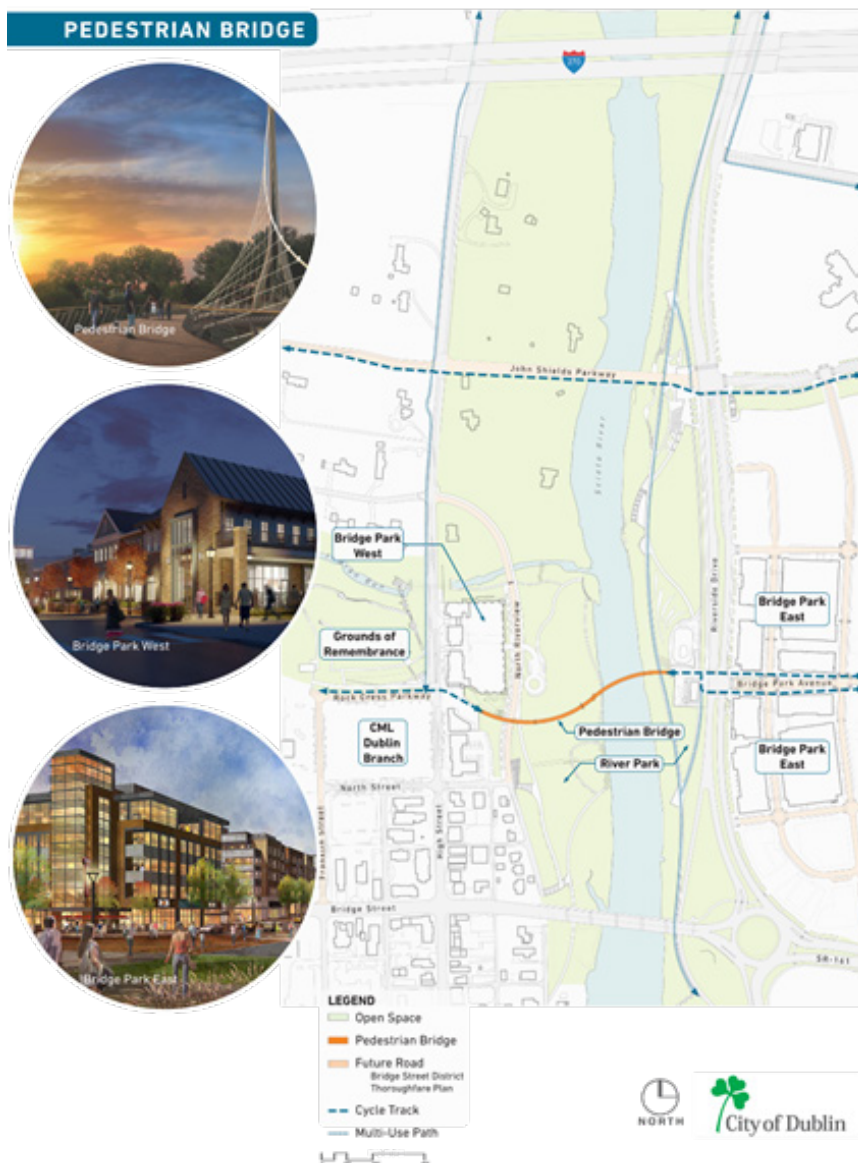 PEDESTRIAN BRIDGE
270
Pedestrian Bridge
John Shields Parkway
Scioto River
Bridge Park
West
Bridge Park West
Grounds of
Remembrance
North Riverview
Riverside Drive
Bridge Park
East
Bridge Park Avenue
Rock Cress Parkway
CML
Dublin
Branch
Pedestrian Bridge
River Park
Bridge Park
East
North Street
High Street
Franklin Street
Bridge Street
SR-161
Bridge Park East
LEGEND
Open Space
Pedestrian Bridge
Future Road
Bridge Street District
Thoroughfare Plan
Cycle Track
Multi-Use Path
NORTH
City of Dublin